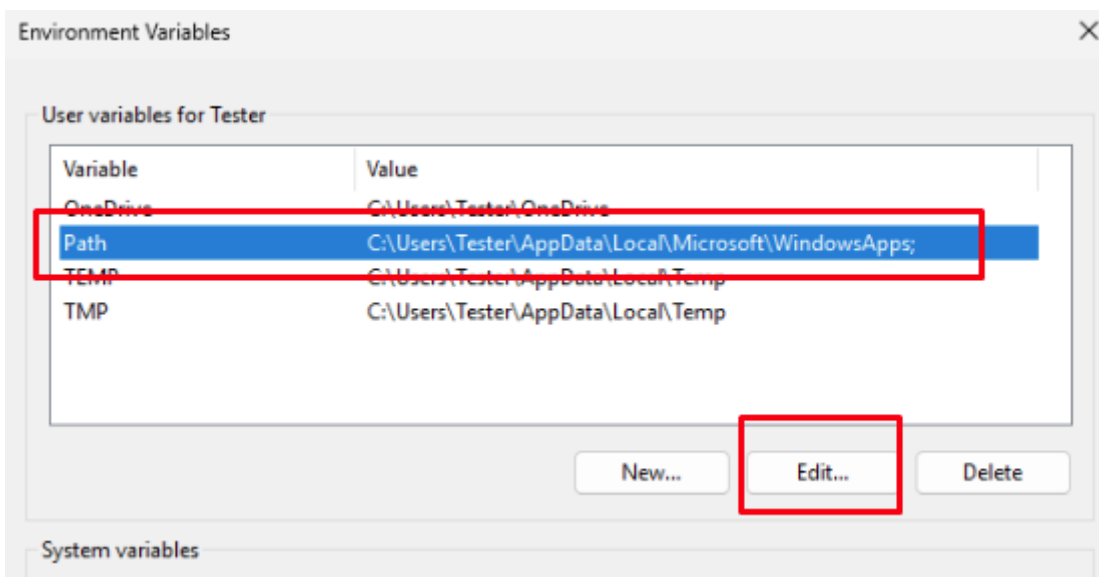 Environment Variables
User variables for Tester
Variable Value
OneDrive C:\Users\Tester\OneDrive
Path C:\Users\Tester\AppData\Local\Microsoft\WindowsApps;
TEMP C:\Users\Tester\AppData\Local\Temp
TMP C:\Users\Tester\AppData\Local\Temp
New... Edit... Delete
System variables